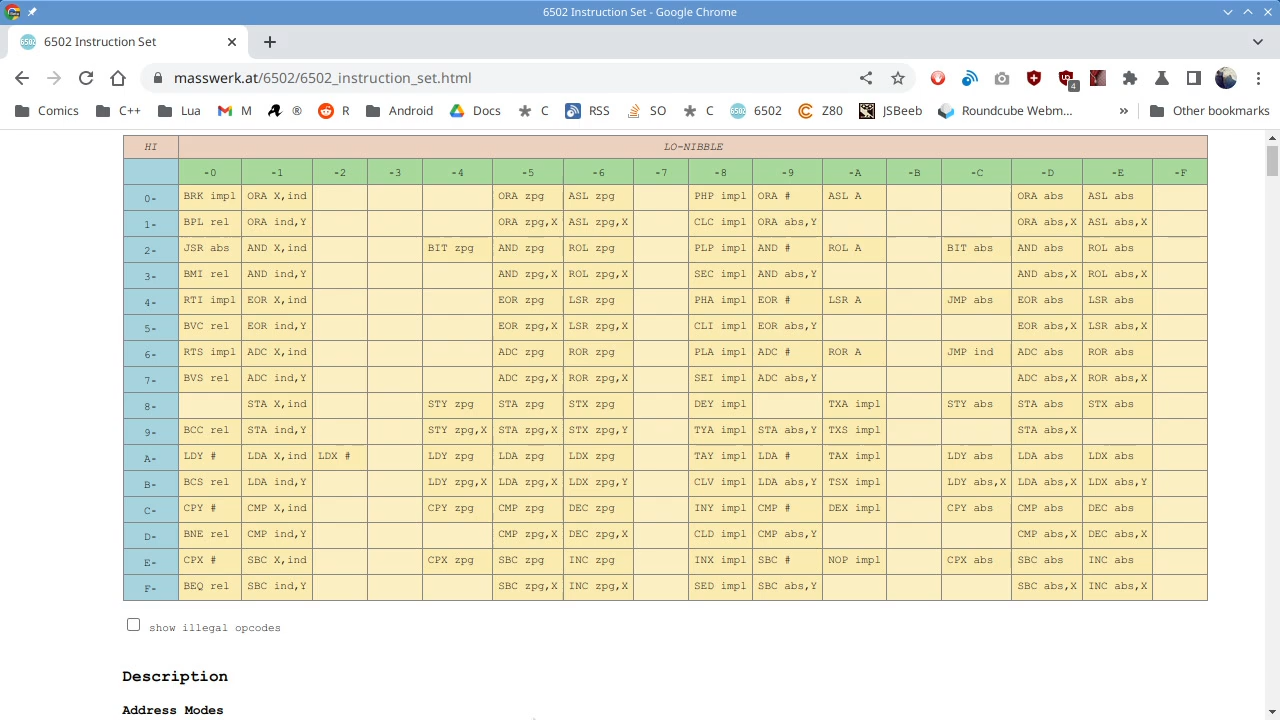 6502 Instruction Set - Google Chrome
6502 Instruction Set
masswerk.at/6502/6502_instruction_set.html
4
Comics C++ Lua M ® R Android Docs C RSS SO C 6502 Z80 JSBeeb Roundcube Webm... » Other bookmarks
HI LO-NIBBLE
-0 -1 -2 -3 -4 -5 -6 -7 -8 -9 -A -B -C -D -E -F
0- BRK impl ORA X,ind ORA zpg ASL zpg PHP impl ORA # ASL A ORA abs ASL abs
1- BPL rel ORA ind,Y ORA zpg,X ASL zpg,X CLC impl ORA abs,Y ORA abs,X ASL abs,X
2- JSR abs AND X,ind BIT zpg AND zpg ROL zpg PLP impl AND # ROL A BIT abs AND abs ROL abs
3- BMI rel AND ind,Y AND zpg,X ROL zpg,X SEC impl AND abs,Y AND abs,X ROL abs,X
4- RTI impl EOR X,ind EOR zpg LSR zpg PHA impl EOR # LSR A JMP abs EOR abs LSR abs
5- BVC rel EOR ind,Y EOR zpg,X LSR zpg,X CLI impl EOR abs,Y EOR abs,X LSR abs,X
6- RTS impl ADC X,ind ADC zpg ROR zpg PLA impl ADC # ROR A JMP ind ADC abs ROR abs
7- BVS rel ADC ind,Y ADC zpg,X ROR zpg,X SEI impl ADC abs,Y ADC abs,X ROR abs,X
8- STA X,ind STY zpg STA zpg STX zpg DEY impl TXA impl STY abs STA abs STX abs
9- BCC rel STA ind,Y STY zpg,X STA zpg,X STX zpg,Y TYA impl STA abs,Y TXS impl STA abs,X
A- LDY # LDA X,ind LDX # LDY zpg LDA zpg LDX zpg TAY impl LDA # TAX impl LDY abs LDA abs LDX abs
B- BCS rel LDA ind,Y LDY zpg,X LDA zpg,X LDX zpg,Y CLV impl LDA abs,Y TSX impl LDY abs,X LDA abs,X LDX abs,Y
C- CPY # CMP X,ind CPY zpg CMP zpg DEC zpg INY impl CMP # DEX impl CPY abs CMP abs DEC abs
D- BNE rel CMP ind,Y CMP zpg,X DEC zpg,X CLD impl CMP abs,Y CMP abs,X DEC abs,X
E- CPX # SBC X,ind CPX zpg SBC zpg INC zpg INX impl SBC # NOP impl CPX abs SBC abs INC abs
F- BEQ rel SBC ind,Y SBC zpg,X INC zpg,X SED impl SBC abs,Y SBC abs,X INC abs,X
show illegal opcodes
Description
Address Modes